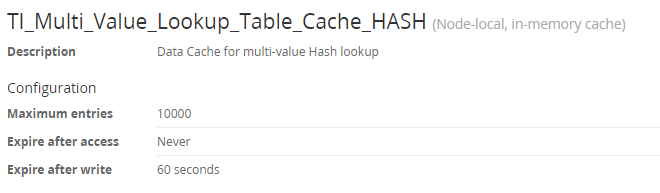 TI_Multi_Value_Lookup_Table_Cache_HASH (Node-local, in-memory cache)
Description Data Cache for multi-value Hash lookup
Configuration
Maximum entries 10000
Expire after access Never
Expire after write 60 seconds